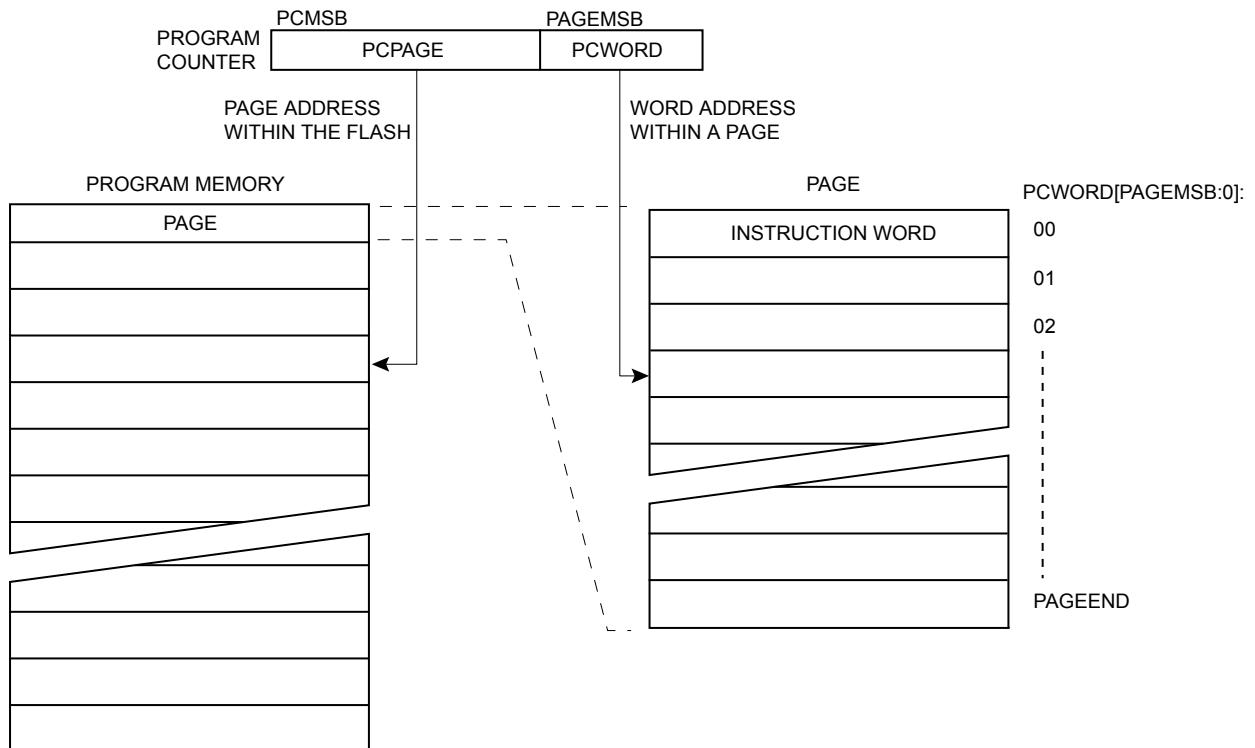 PCMSB
PAGEMSB
PROGRAM
COUNTER
PCPAGE
PCWORD
PAGE ADDRESS
WITHIN THE FLASH
WORD ADDRESS
WITHIN A PAGE
PROGRAM MEMORY
PAGE
PAGE
PCWORD[PAGEMSB:0]:
INSTRUCTION WORD
00
01
02
PAGEEND